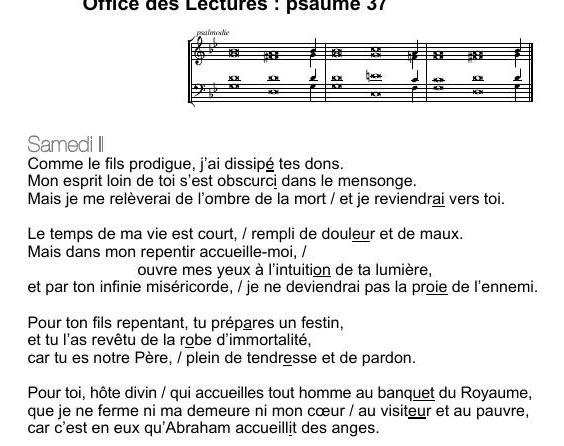 Office des Lectures : psaume 37
psalmodie
Samedi II
Comme le fils prodigue, j'ai dissipé tes dons.
Mon esprit loin de toi s'est obscurci dans le mensonge.
Mais je me relèverai de l'ombre de la mort / et je reviendrai vers toi.
Le temps de ma vie est court, / rempli de douleur et de maux.
Mais dans mon repentir accueille-moi, /
ouvre mes yeux à l'intuition de ta lumière,
et par ton infinie miséricorde, / je ne deviendrai pas la proie de l'ennemi.
Pour ton fils repentant, tu prépares un festin,
et tu l'as revêtu de la robe d'immortalité,
car tu es notre Père, / plein de tendresse et de pardon.
Pour toi, hôte divin / qui accueilles tout homme au banquet du Royaume,
que je ne ferme ni ma demeure ni mon cœur / au visiteur et au pauvre,
car c'est en eux qu'Abraham accueillit des anges.